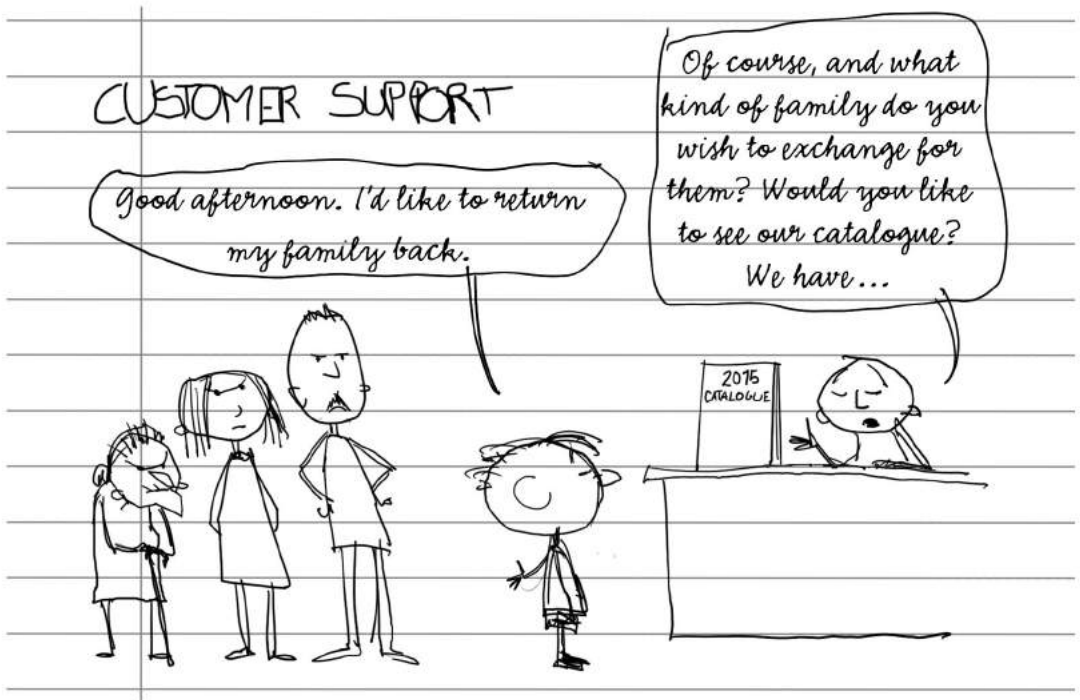 CUSTOMER SUPPORT
Good afternoon. I'd like to return
my family back.
Of course, and what
kind of family do you
wish to exchange for
them? Would you like
to see our catalogue?
We have...
2015
CATALOGUE